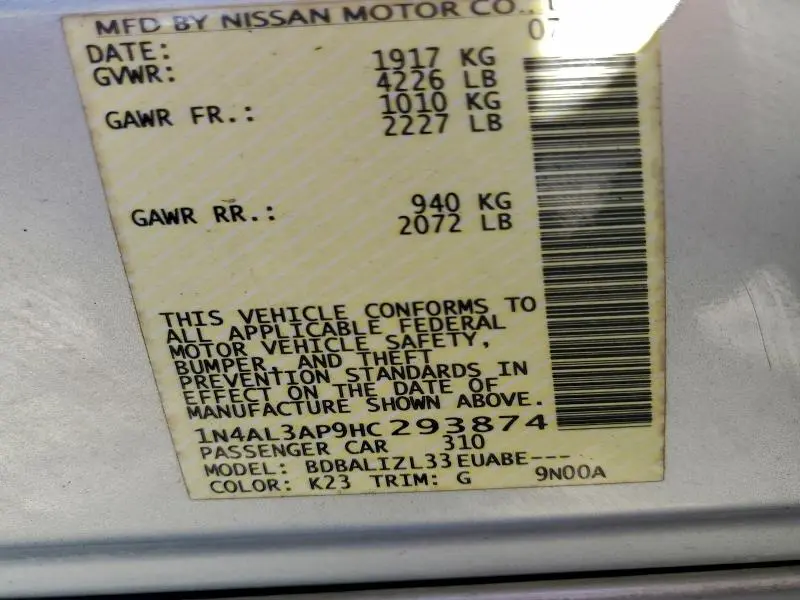 MFD BY NISSAN MOTOR CO.,
DATE: 07
GVWR: 1917 KG
4226 LB
GAWR FR.: 1010 KG
2227 LB
GAWR RR.: 940 KG
2072 LB
THIS VEHICLE CONFORMS TO
ALL APPLICABLE FEDERAL
MOTOR VEHICLE SAFETY,
BUMPER, AND THEFT
PREVENTION STANDARDS IN
EFFECT ON THE DATE OF
MANUFACTURE SHOWN ABOVE.
1N4AL3AP9HC293874
PASSENGER CAR 310
MODEL: BDBALIZL33EUABE---
COLOR: K23 TRIM: G 9N00A